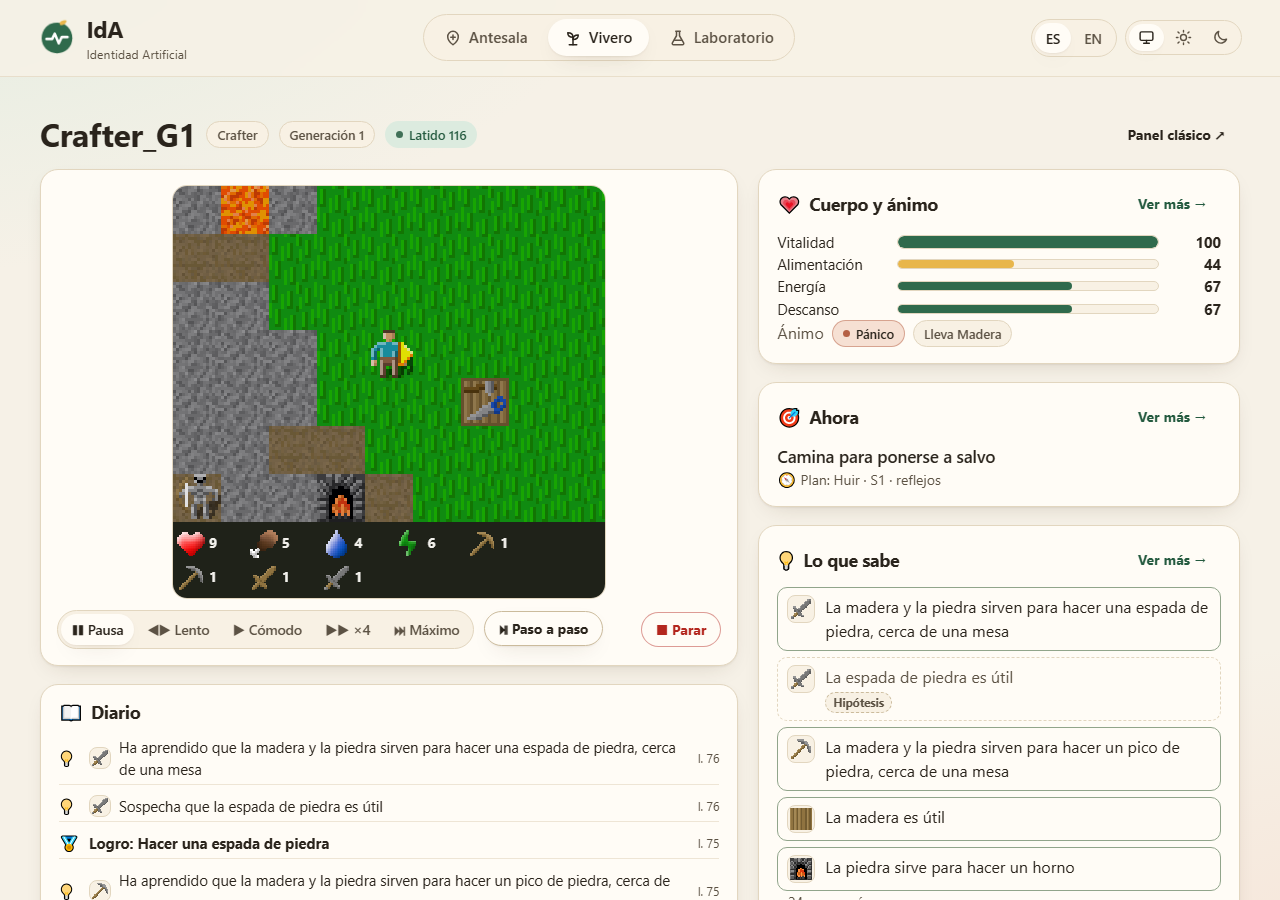 IdA
Identidad Artificial
Antesala
Vivero
Laboratorio
ES
EN
Crafter_G1
Crafter
Generación 1
Latido 116
Panel clásico ↗
9
5
4
6
1
1
1
1
Pausa
Lento
Cómodo
×4
Máximo
Paso a paso
Parar
Diario
Ha aprendido que la madera y la piedra sirven para hacer una espada de piedra, cerca
de una mesa
l. 76
Sospecha que la espada de piedra es útil
l. 76
Logro: Hacer una espada de piedra
l. 75
Ha aprendido que la madera y la piedra sirven para hacer un pico de piedra, cerca de
l. 75
Cuerpo y ánimo
Ver más →
Vitalidad
100
Alimentación
44
Energía
67
Descanso
67
Ánimo
Pánico
Lleva Madera
Ahora
Ver más →
Camina para ponerse a salvo
Plan: Huir · S1 · reflejos
Lo que sabe
Ver más →
La madera y la piedra sirven para hacer una espada de
piedra, cerca de una mesa
La espada de piedra es útil
Hipótesis
La madera y la piedra sirven para hacer un pico de
piedra, cerca de una mesa
La madera es útil
La piedra sirve para hacer un horno